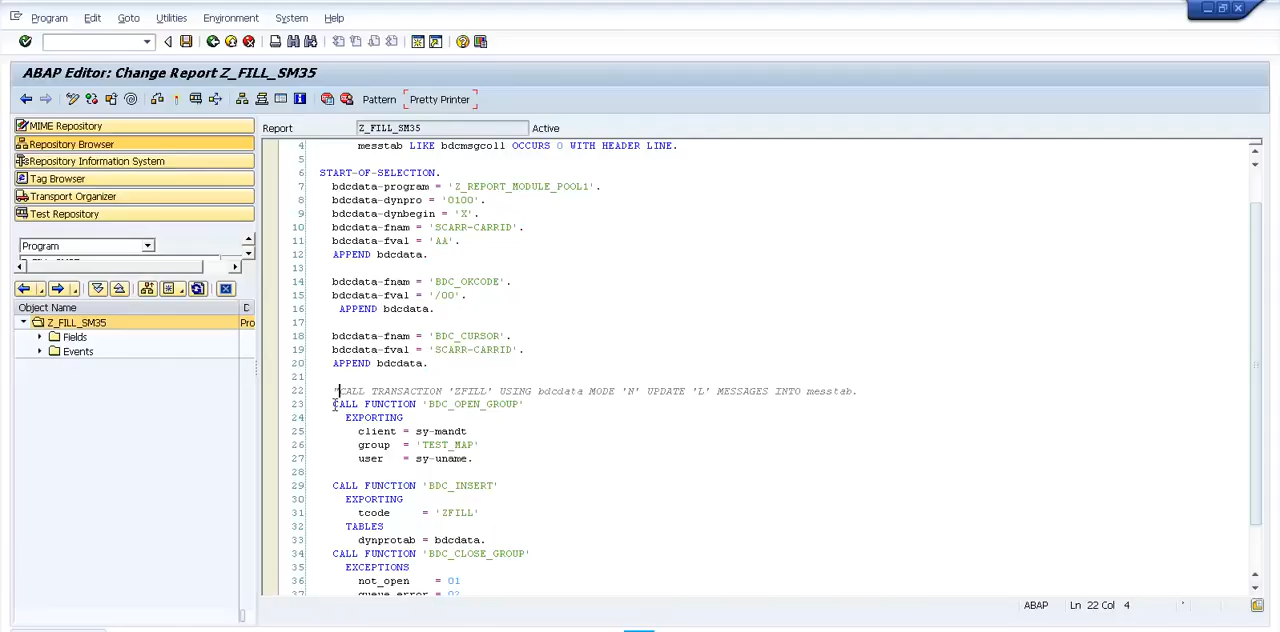 Program Edit Goto Utilities Environment System Help
ABAP Editor: Change Report Z_FILL_SM35
Pattern Pretty Printer
MIME Repository
Repository Browser
Repository Information System
Tag Browser
Transport Organizer
Test Repository
Program
Object Name D
Z_FILL_SM35 Pro
Fields
Events
Report Z_FILL_SM35 Active
4 messtab LIKE bdcmsgcoll OCCURS 0 WITH HEADER LINE.
5
6 START-OF-SELECTION.
7 bdcdata-program = 'Z_REPORT_MODULE_POOL1'.
8 bdcdata-dynpro = '0100'.
9 bdcdata-dynbegin = 'X'.
10 bdcdata-fnam = 'SCARR-CARRID'.
11 bdcdata-fval = 'AA'.
12 APPEND bdcdata.
13
14 bdcdata-fnam = 'BDC_OKCODE'.
15 bdcdata-fval = '/00'.
16 APPEND bdcdata.
17
18 bdcdata-fnam = 'BDC_CURSOR'.
19 bdcdata-fval = 'SCARR-CARRID'.
20 APPEND bdcdata.
21
22 "CALL TRANSACTION 'ZFILL' USING bdcdata MODE 'N' UPDATE 'L' MESSAGES INTO messtab.
23 CALL FUNCTION 'BDC_OPEN_GROUP'
24 EXPORTING
25 client = sy-mandt
26 group = 'TEST_MAP'
27 user = sy-uname.
28
29 CALL FUNCTION 'BDC_INSERT'
30 EXPORTING
31 tcode = 'ZFILL'
32 TABLES
33 dynprotab = bdcdata.
34 CALL FUNCTION 'BDC_CLOSE_GROUP'
35 EXCEPTIONS
36 not_open = 01
37 queue_error = 02
ABAP Ln 22 Col 4